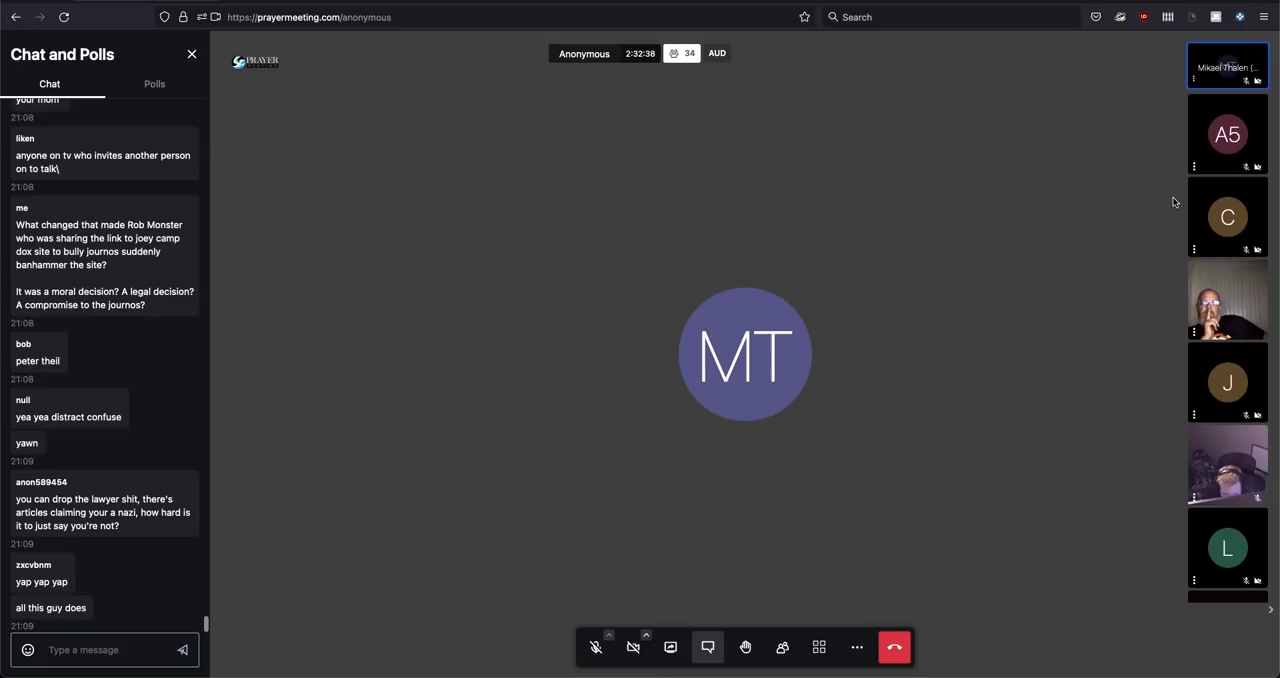 https://prayermeeting.com/anonymous
Search
Chat and Polls
Chat
Polls
your mom
21:08
liken
anyone on tv who invites another person
on to talk\
21:08
me
What changed that made Rob Monster
who was sharing the link to joey camp
dox site to bully journos suddenly
banhammer the site?
It was a moral decision? A legal decision?
A compromise to the journos?
21:08
bob
peter theil
21:08
null
yea yea distract confuse
yawn
21:09
anon589454
you can drop the lawyer shit, there's
articles claiming your a nazi, how hard is
it to just say you're not?
21:09
zxcvbnm
yap yap yap
all this guy does
21:09
Type a message
PRAYER
Anonymous
2:32:38
34
AUD
MT
Mikael Thalen (...
A5
C
J
L